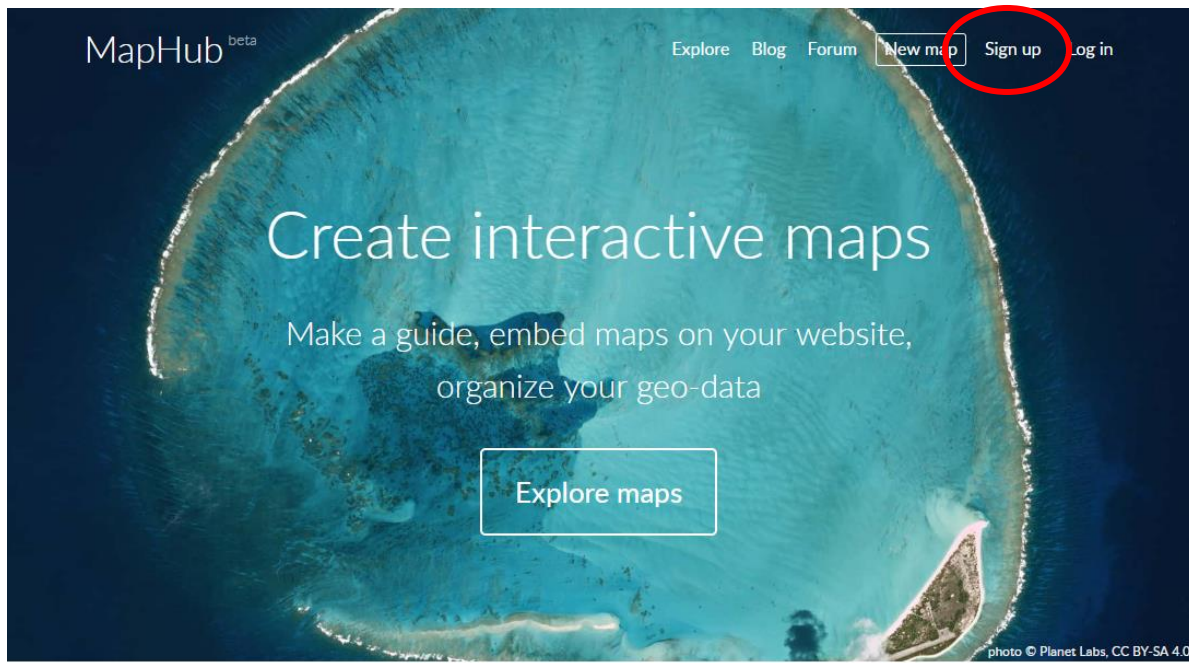 MapHub beta
Explore Blog Forum New map Sign up Log in
Create interactive maps
Make a guide, embed maps on your website,
organize your geo-data
Explore maps
photo © Planet Labs, CC BY-SA 4.0